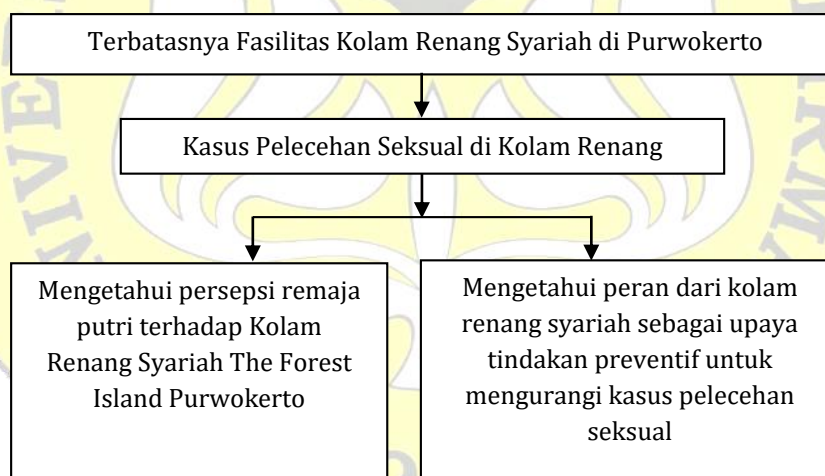 Terbatasnya Fasilitas Kolam Renang Syariah di Purwokerto
Kasus Pelecehan Seksual di Kolam Renang
Mengetahui persepsi remaja
putri terhadap Kolam
Renang Syariah The Forest
Island Purwokerto
Mengetahui peran dari kolam
renang syariah sebagai upaya
tindakan preventif untuk
mengurangi kasus pelecehan
seksual